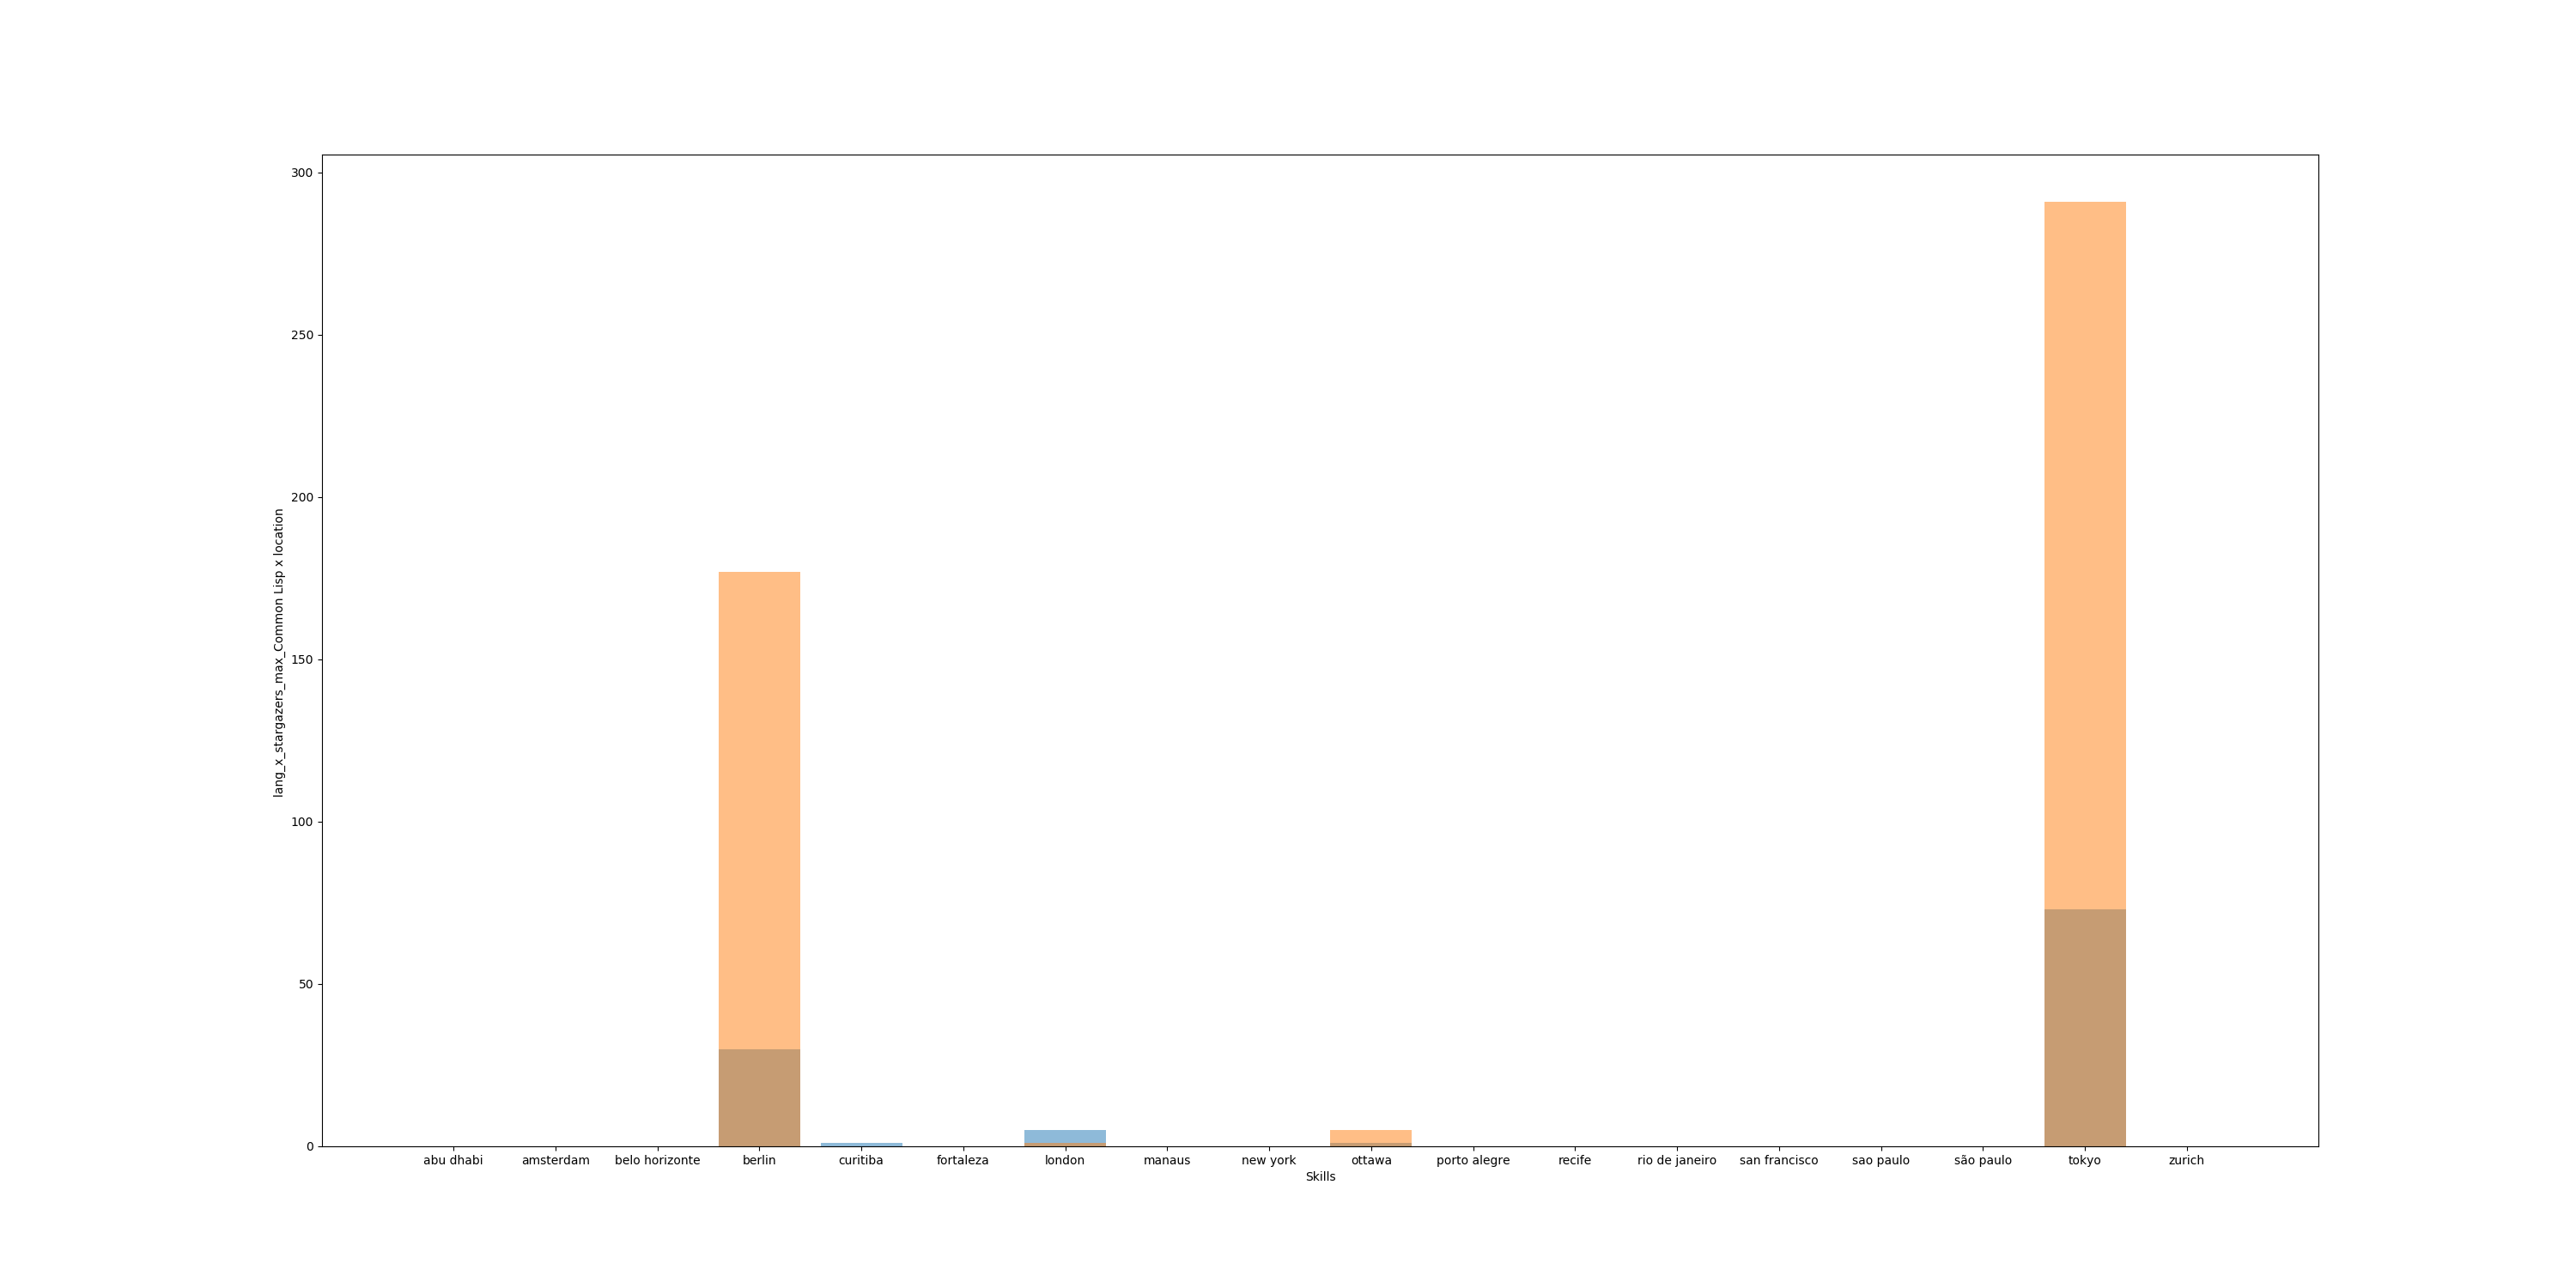 300
250
200
150
100
50
0
lang_x_stargazers_max_Common Lisp x location
abu dhabi amsterdam belo horizonte berlin curitiba fortaleza london manaus new york ottawa porto alegre recife rio de janeiro san francisco sao paulo são paulo tokyo zurich
Skills